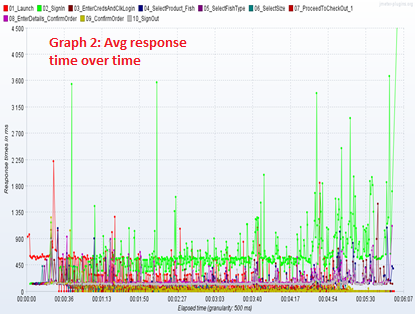 01_Launch 02_SignIn 03_EnterCredsAndClkLogin 04_SelectProduct_Fish 05_SelectFishType 06_SelectSize 07_ProceedToCheckOut_1
08_EnterDetails_ConfirmOrder 09_ConfirmOrder 10_SignOut
Graph 2: Avg response
time over time
Response times in ms
4 500
4 050
3 600
3 150
2 700
2 250
1 800
1 350
900
450
0
00:00:00 00:00:36 00:01:13 00:01:50 00:02:27 00:03:03 00:03:40 00:04:17 00:04:54 00:05:30 00:06:07
Elapsed time (granularity: 500 ms)